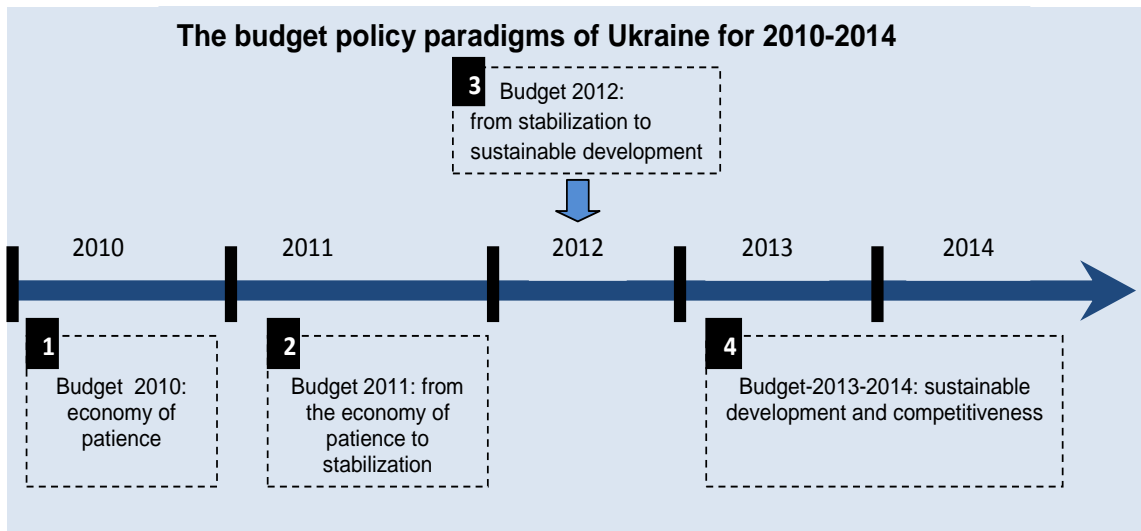 The budget policy paradigms of Ukraine for 2010-2014
3
Budget 2012:
from stabilization to
sustainable development
2010
2011
2012
2013
2014
1
Budget 2010:
economy of
patience
2
Budget 2011: from
the economy of
patience to
stabilization
4
Budget-2013-2014: sustainable
development and competitiveness